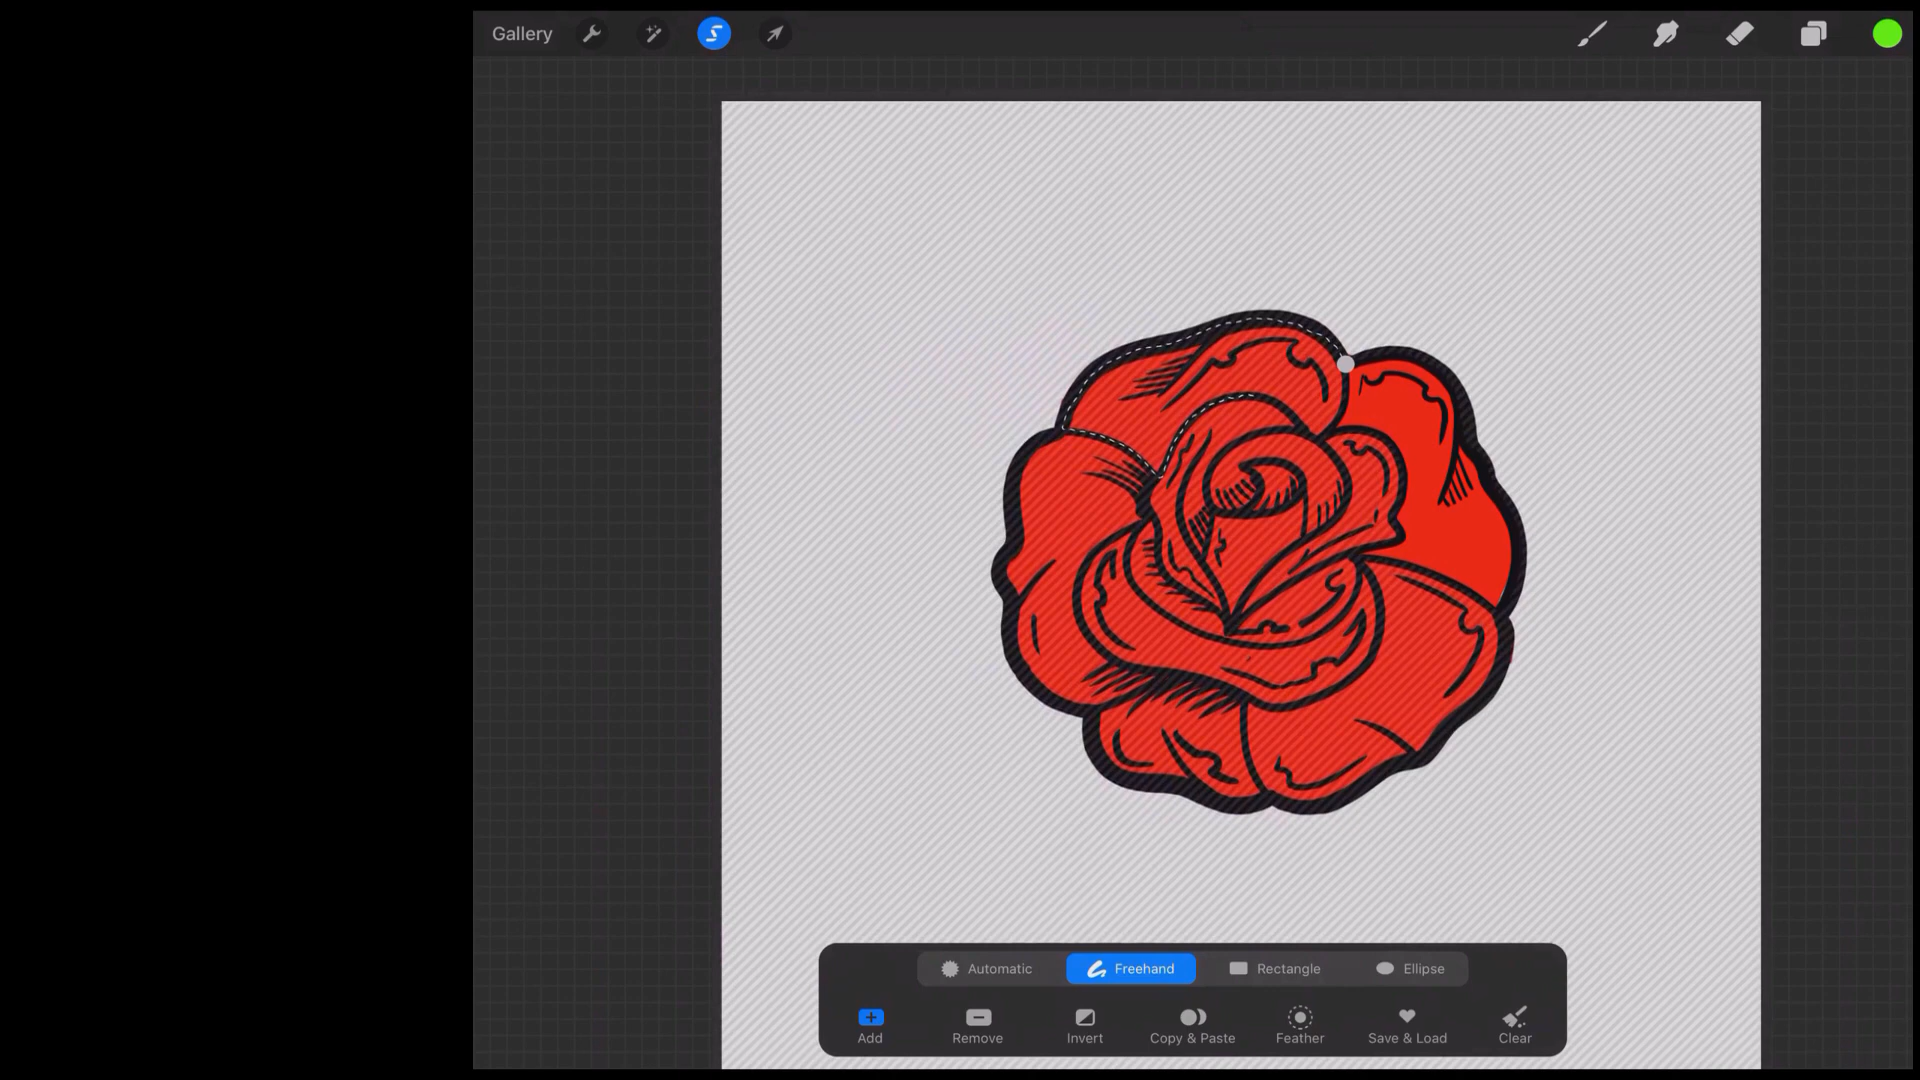 Gallery
Automatic Freehand Rectangle Ellipse
Add Remove Invert Copy & Paste Feather Save & Load Clear